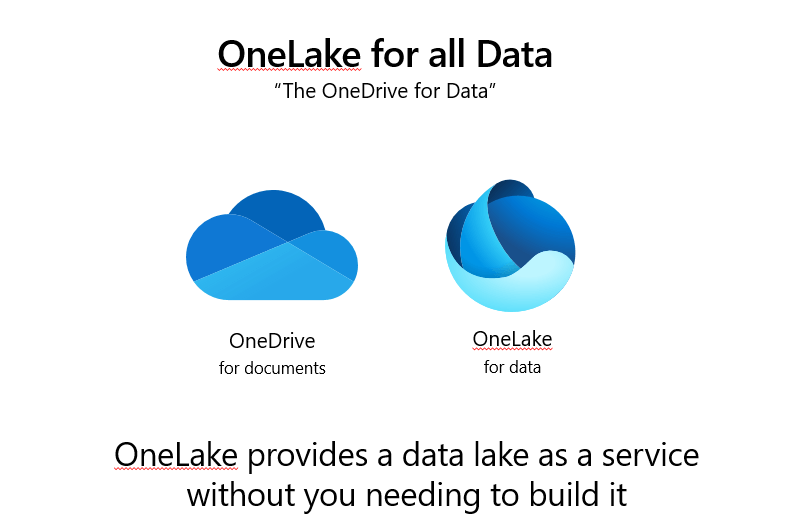 OneLake for all Data
“The OneDrive for Data”
OneDrive
for documents
OneLake
for data
OneLake provides a data lake as a service
without you needing to build it